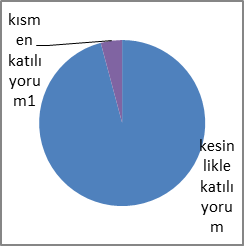 kısm
en
katılı
yoru
m1
kesin
likle
katılı
yoru
m